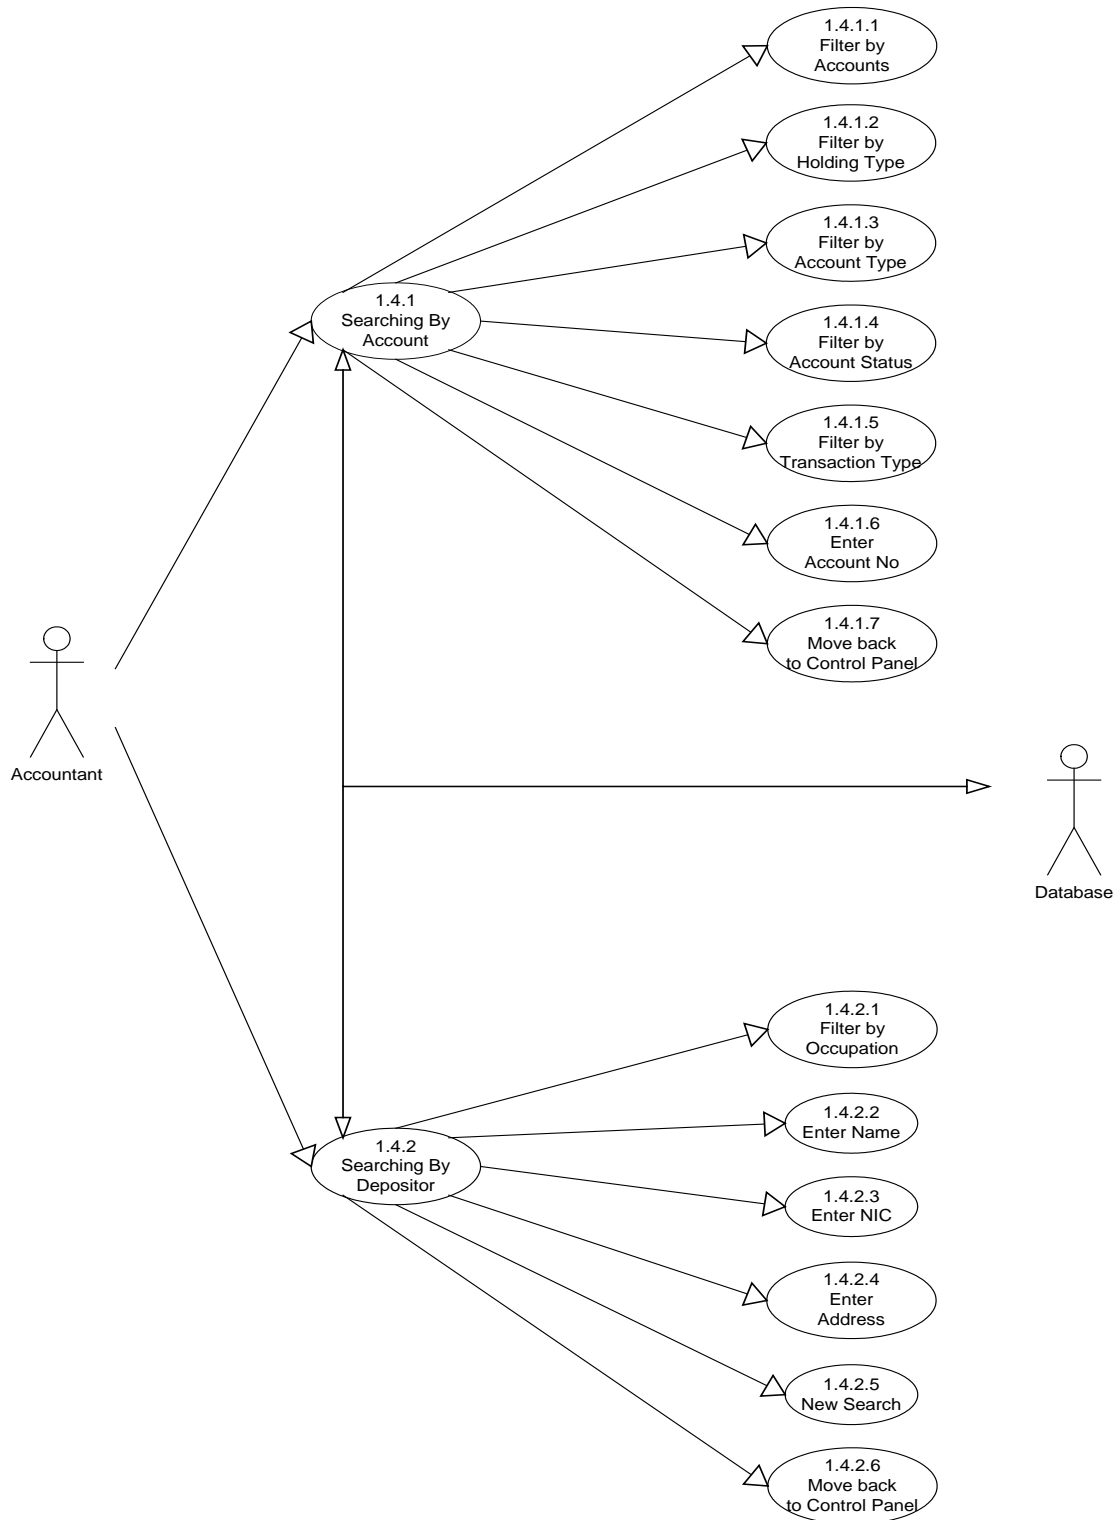 1.4.1.1
Filter by
Accounts
1.4.1.2
Filter by
Holding Type
1.4.1.3
Filter by
Account Type
1.4.1
Searching By
Account
1.4.1.4
Filter by
Account Status
1.4.1.5
Filter by
Transaction Type
1.4.1.6
Enter
Account No
1.4.1.7
Move back
to Control Panel
Accountant
Database
1.4.2.1
Filter by
Occupation
1.4.2.2
Enter Name
1.4.2
Searching By
Depositor
1.4.2.3
Enter NIC
1.4.2.4
Enter
Address
1.4.2.5
New Search
1.4.2.6
Move back
to Control Panel